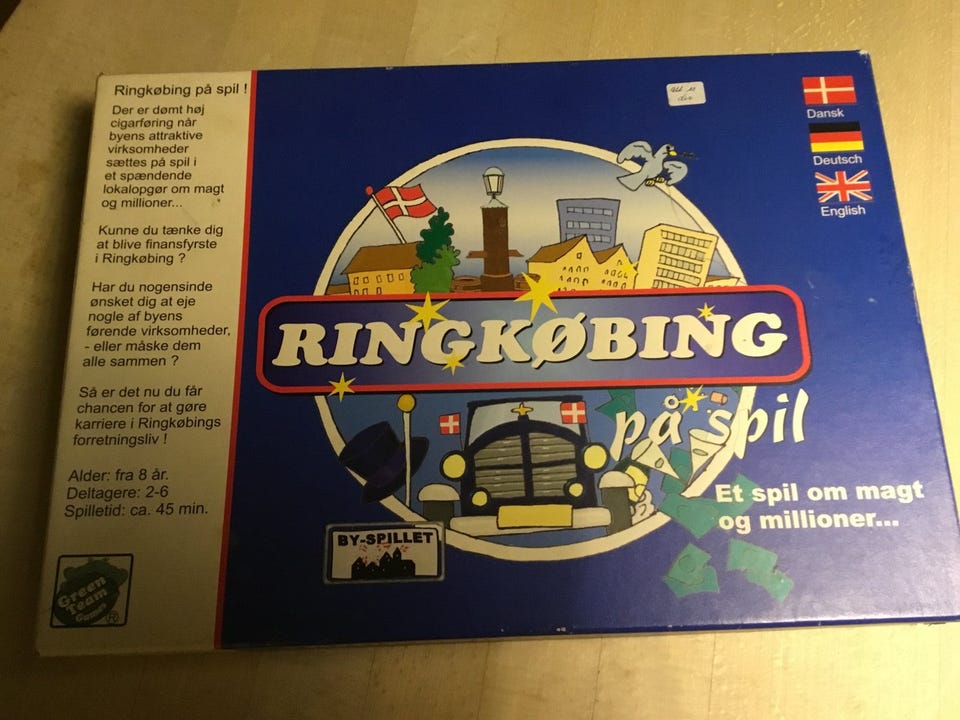 Ringkøbing på spil !
Der er dømt høj
cigarføring når
byens attraktive
virksomheder
sættes på spil i
et spændende
lokalopgør om magt
og millioner...
Kunne du tænke dig
at blive finansfyrste
i Ringkøbing ?
Har du nogensinde
ønsket dig at eje
nogle af byens
førende virksomheder,
- eller måske dem
alle sammen ?
Så er det nu du får
chancen for at gøre
karriere i Ringkøbings
forretningsliv !
Alder: fra 8 år.
Deltagere: 2-6
Spilletid: ca. 45 min.
Green
Team
Games
Dansk
Deutsch
English
RINGKØBING
på spil
Et spil om magt
og millioner...
BY-SPILLET